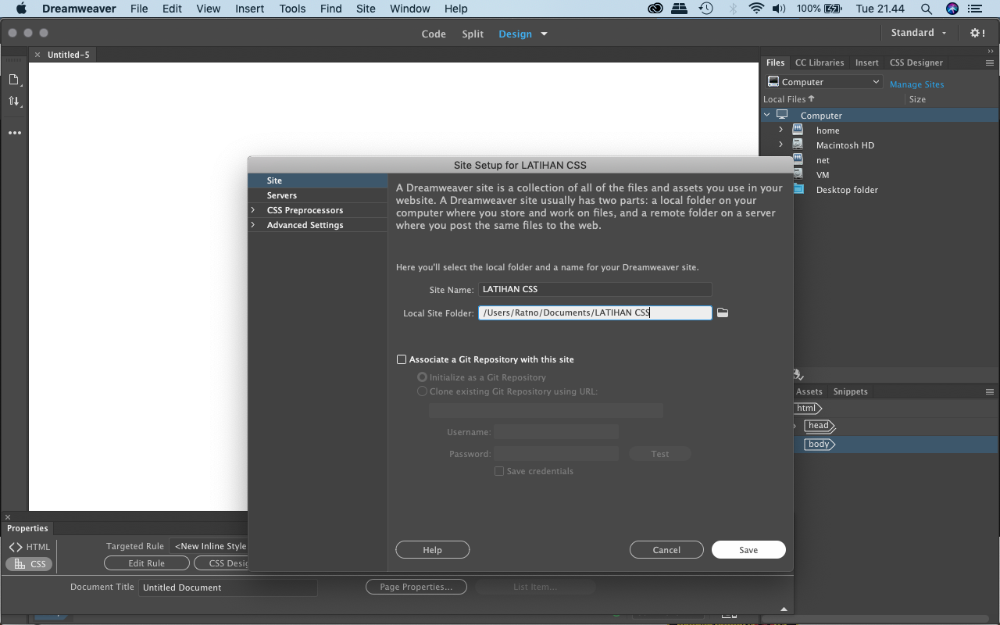 Dreamweaver File Edit View Insert Tools Find Site Window Help 100% Tue 21.44
Code Split Design Standard !
Untitled-5
Files CC Libraries Insert CSS Designer
Computer Manage Sites
Local Files Size
Computer
home
Macintosh HD
net
VM
Desktop folder
Site Setup for LATIHAN CSS
Site
Servers
CSS Preprocessors
Advanced Settings
A Dreamweaver site is a collection of all of the files and assets you use in your
website. A Dreamweaver site usually has two parts: a local folder on your
computer where you store and work on files, and a remote folder on a server
where you post the same files to the web.
Here you'll select the local folder and a name for your Dreamweaver site.
Site Name: LATIHAN CSS
Local Site Folder: /Users/Ratno/Documents/LATIHAN CSS
Associate a Git Repository with this site
Initialize as a Git Repository
Clone existing Git Repository using URL:
Username:
Password: Test
Save credentials
Help Cancel Save
Assets Snippets
html
head
body
Properties
HTML Targeted Rule <New Inline Style
CSS Edit Rule CSS Desig
Document Title Untitled Document Page Properties... List Item...